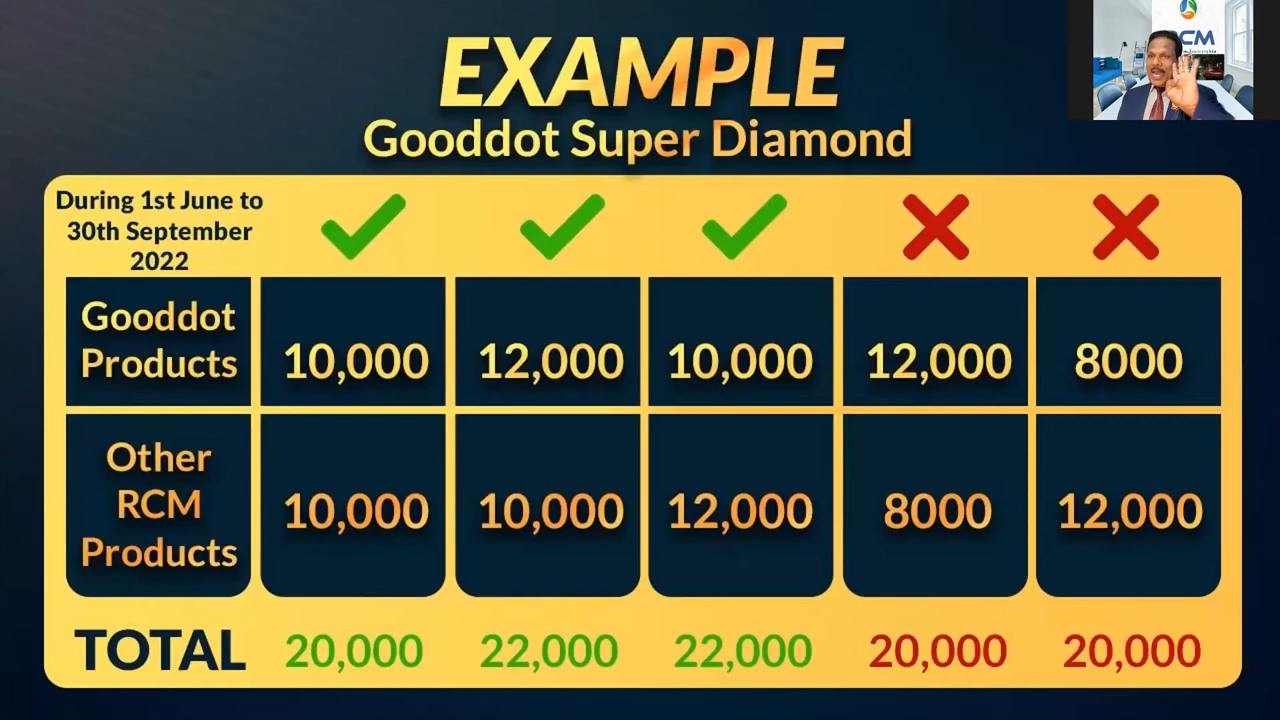 EXAMPLE
Gooddot Super Diamond
CM
During 1st June to
30th September
2022
Gooddot
Products
10,000
12,000
10,000
12,000
8000
Other
RCM
Products
10,000
10,000
12,000
8000
12,000
TOTAL
20,000
22,000
22,000
20,000
20,000